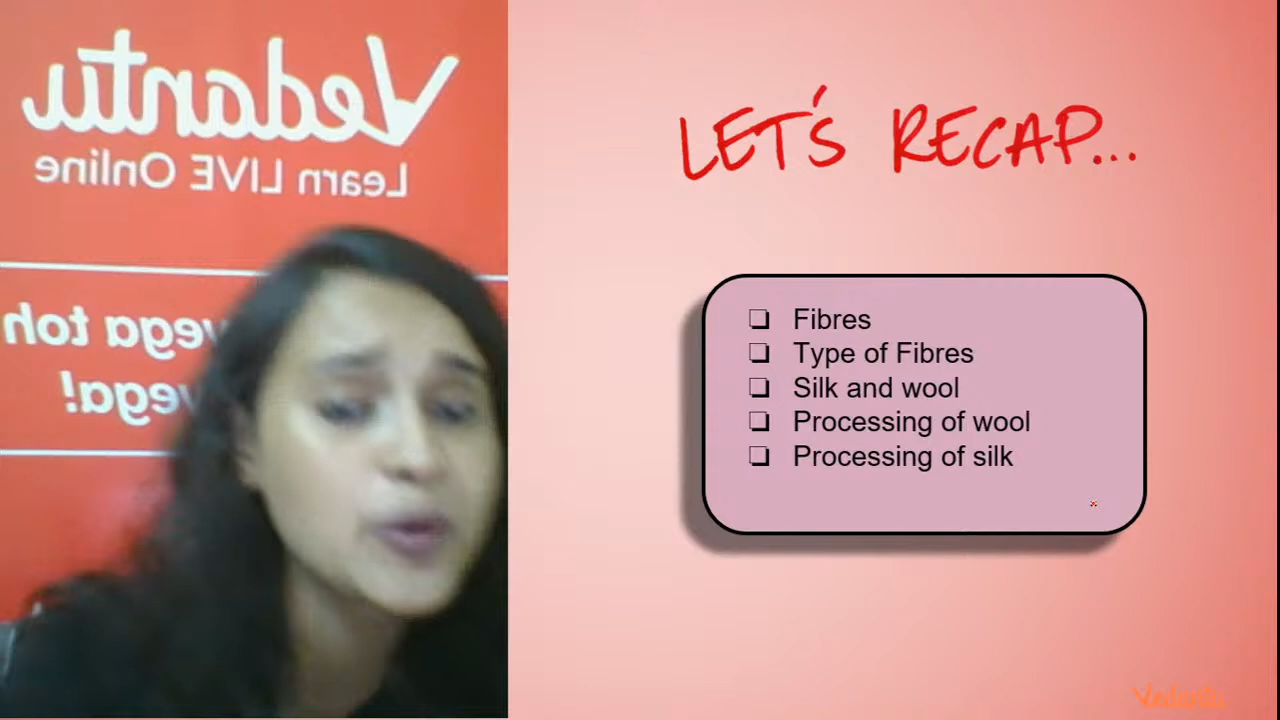 Vedantu
Learn LIVE Online
vega toh
vega!
LET'S RECAP...
❑ Fibres
❑ Type of Fibres
❑ Silk and wool
❑ Processing of wool
❑ Processing of silk
Vedantu